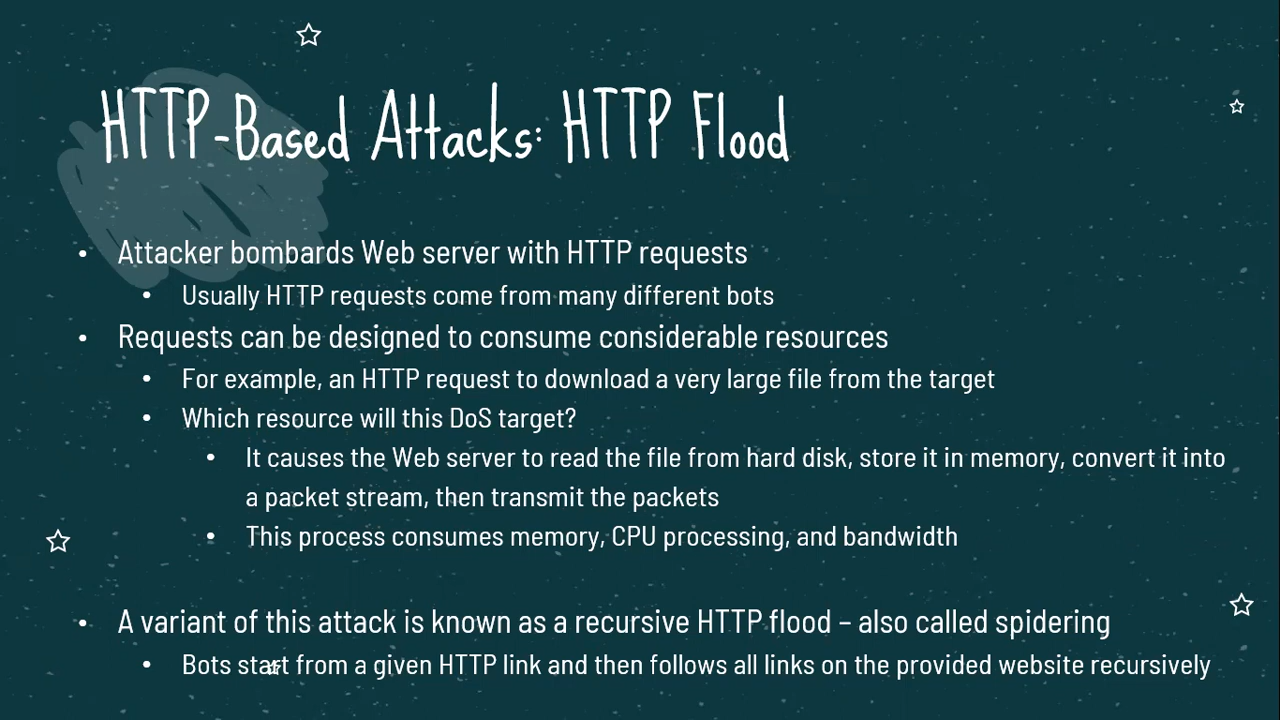 HTTP-Based Attacks: HTTP Flood
• Attacker bombards Web server with HTTP requests
• Usually HTTP requests come from many different bots
• Requests can be designed to consume considerable resources
• For example, an HTTP request to download a very large file from the target
• Which resource will this DoS target?
• It causes the Web server to read the file from hard disk, store it in memory, convert it into
a packet stream, then transmit the packets
• This process consumes memory, CPU processing, and bandwidth
• A variant of this attack is known as a recursive HTTP flood – also called spidering
• Bots start from a given HTTP link and then follows all links on the provided website recursively